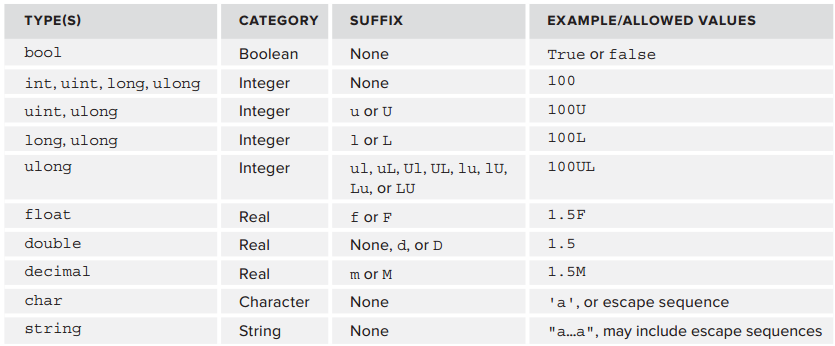 TYPE(S) CATEGORY SUFFIX EXAMPLE/ALLOWED VALUES
bool Boolean None True or false
int, uint, long, ulong Integer None 100
uint, ulong Integer u or U 100U
long, ulong Integer l or L 100L
ulong Integer ul, uL, Ul, UL, lu, lU, 100UL
Lu, or LU
float Real f or F 1.5F
double Real None, d, or D 1.5
decimal Real m or M 1.5M
char Character None 'a', or escape sequence
string String None "a…a", may include escape sequences